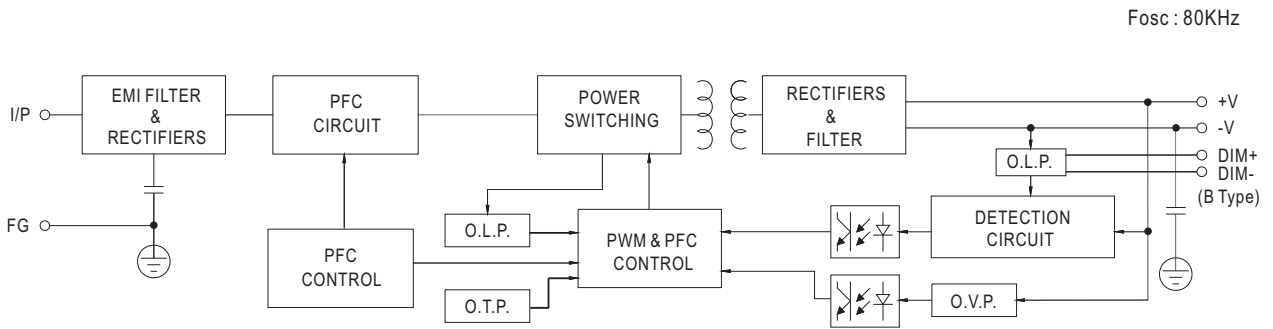 Fosc : 80KHz
I/P
EMI FILTER
&
RECTIFIERS
PFC
CIRCUIT
POWER
SWITCHING
RECTIFIERS
&
FILTER
+V
-V
O.L.P.
DIM+
DIM-
(B Type)
FG
PFC
CONTROL
O.L.P.
O.T.P.
PWM & PFC
CONTROL
DETECTION
CIRCUIT
O.V.P.